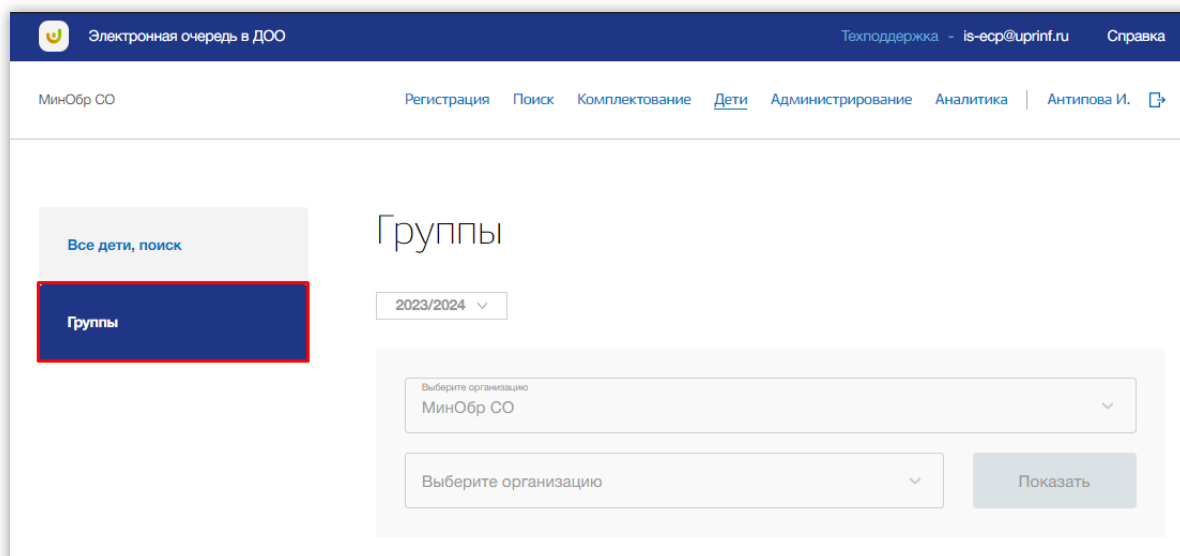 Электронная очередь в ДОО
Техподдержка - is-ecp@uprinf.ru Справка
МинОбр СО
Регистрация Поиск Комплектование Дети Администрирование Аналитика | Антипова И.
Все дети, поиск
Группы
Группы
2023/2024
Выберите организацию
МинОбр СО
Выберите организацию
Показать